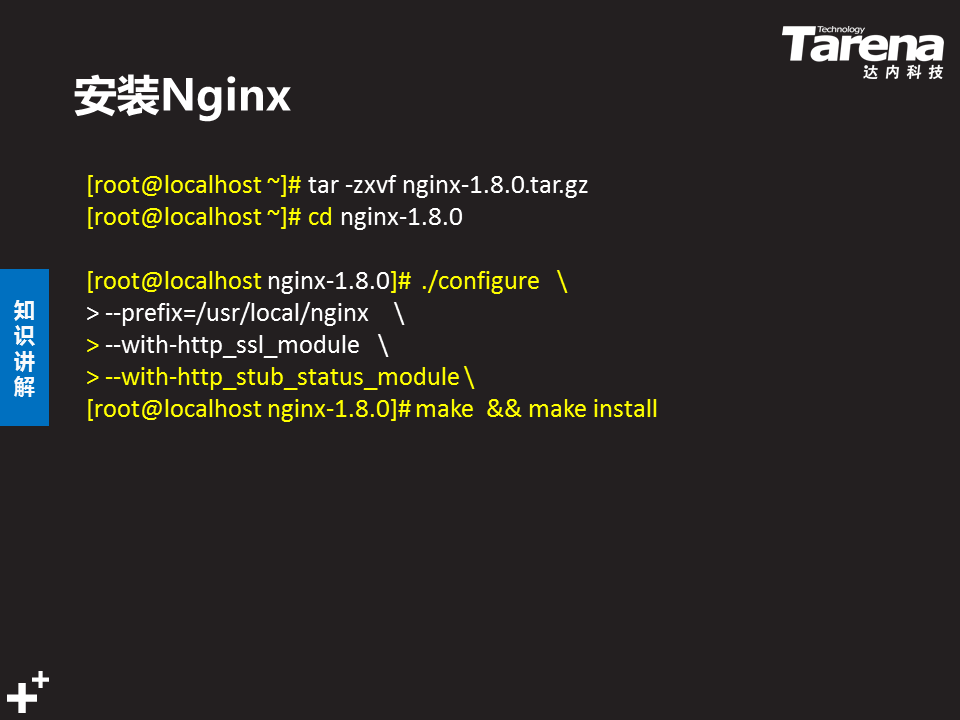 Technology
Tarena
达内科技
安装Nginx
[root@localhost ~]# tar -zxvf nginx-1.8.0.tar.gz
[root@localhost ~]# cd nginx-1.8.0
[root@localhost nginx-1.8.0]# ./configure \
> --prefix=/usr/local/nginx \
> --with-http_ssl_module \
> --with-http_stub_status_module \
[root@localhost nginx-1.8.0]# make && make install
知识讲解